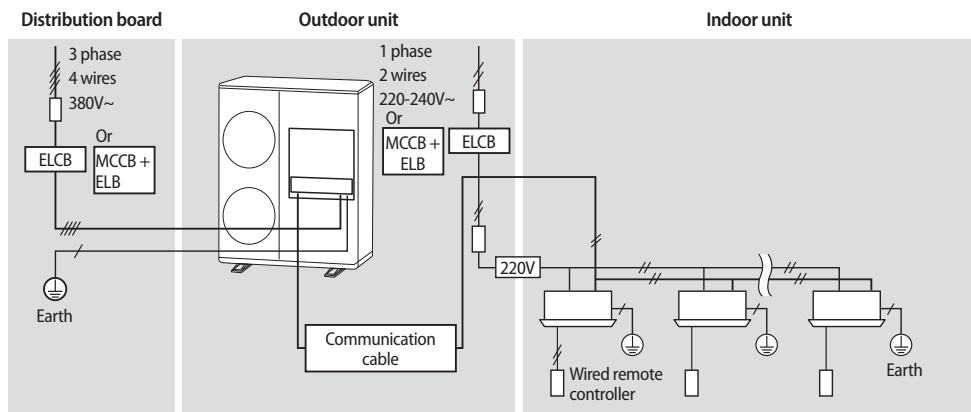 Distribution board
Outdoor unit
Indoor unit
3 phase
4 wires
380V~
Or
ELCB
MCCB +
ELB
Earth
1 phase
2 wires
220-240V~
Or
MCCB +
ELB
ELCB
Communication
cable
220V
Wired remote
controller
Earth